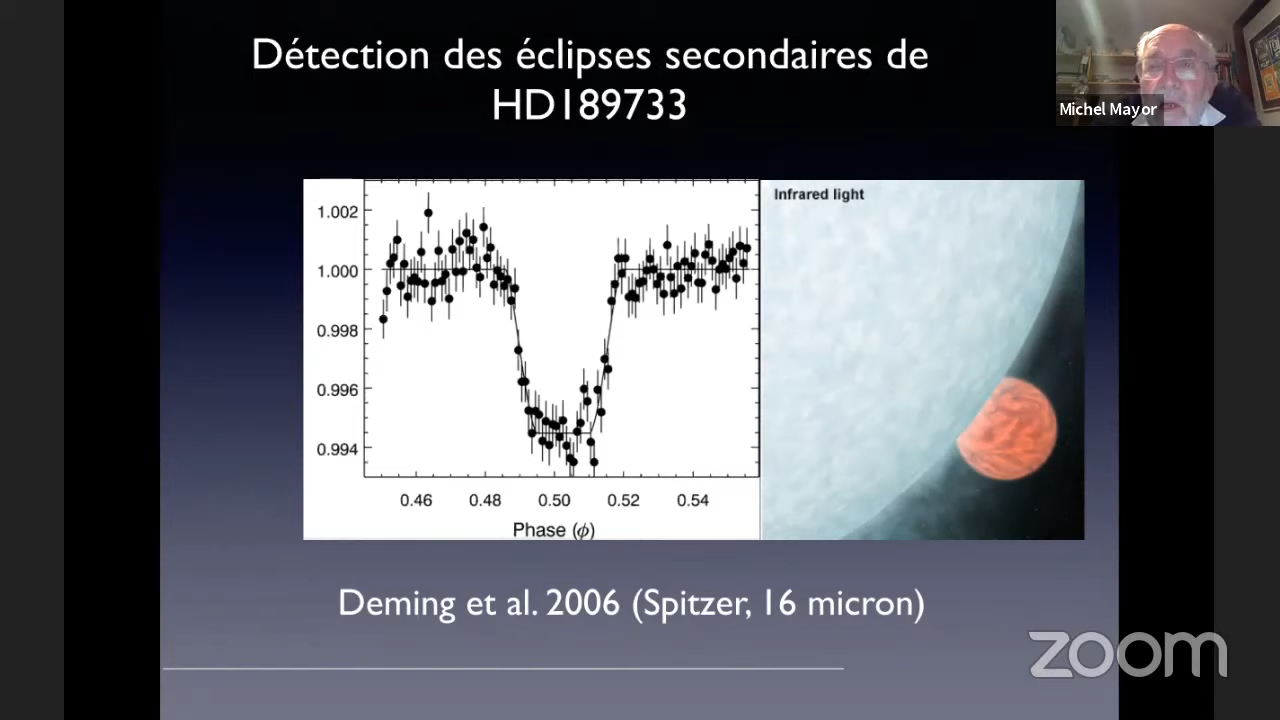 Détection des éclipses secondaires de
HD189733
Michel Mayor
Infrared light
1.002
1.000
0.998
0.996
0.994
0.46 0.48 0.50 0.52 0.54
Phase (ϕ)
Deming et al. 2006 (Spitzer, 16 micron)
zoom